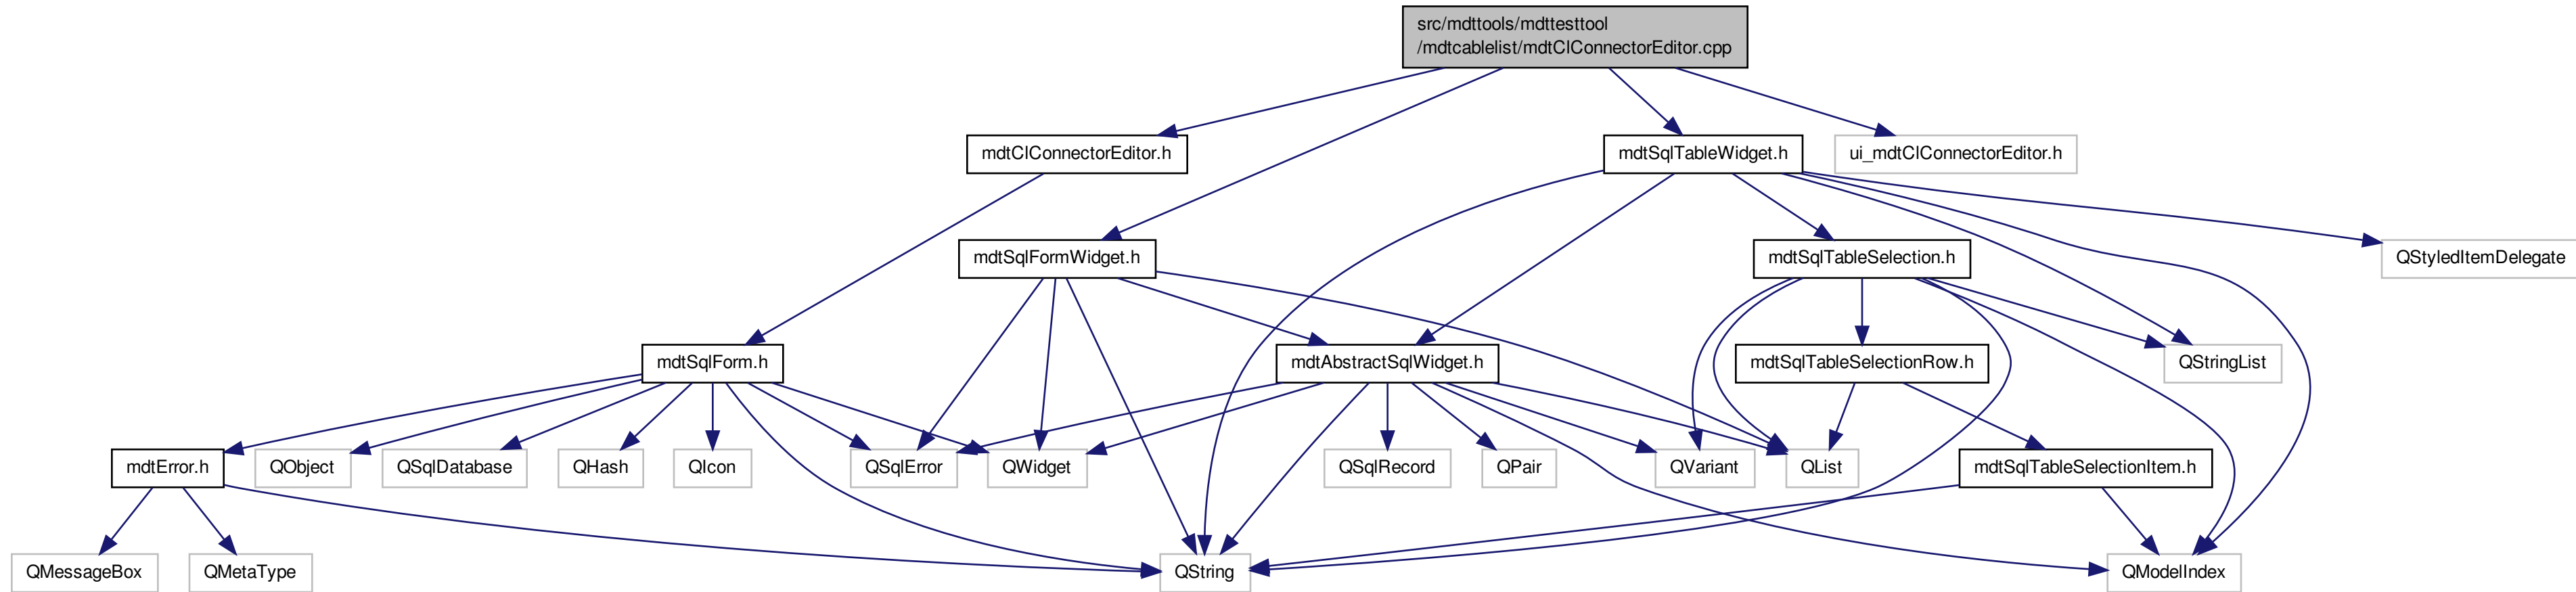 src/mdttools/mdttesttool
/mdtcablelist/mdtClConnectorEditor.cpp
mdtClConnectorEditor.h
mdtSqlTableWidget.h
ui_mdtClConnectorEditor.h
mdtSqlFormWidget.h
mdtSqlTableSelection.h
QStyledItemDelegate
mdtSqlForm.h
mdtAbstractSqlWidget.h
mdtSqlTableSelectionRow.h
QStringList
mdtError.h
QObject
QSqlDatabase
QHash
QIcon
QSqlError
QWidget
QSqlRecord
QPair
QVariant
QList
mdtSqlTableSelectionItem.h
QMessageBox
QMetaType
QString
QModelIndex